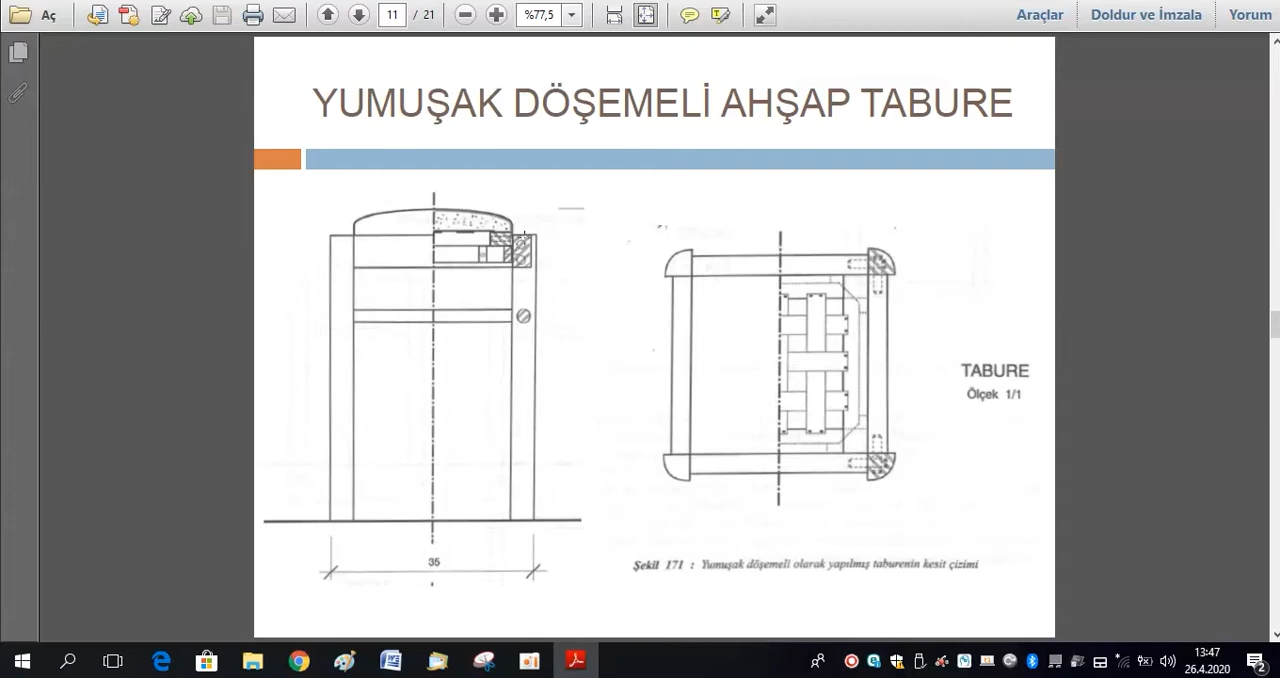 Aç
11 / 21
%77,5
Araçlar
Doldur ve İmzala
Yorum
YUMUŞAK DÖŞEMELİ AHŞAP TABURE
TABURE
Ölçek 1/1
35
Şekil 171 : Yumuşak döşemeli olarak yapılmış taburenin kesit çizimi
13:47
26.4.2020
2